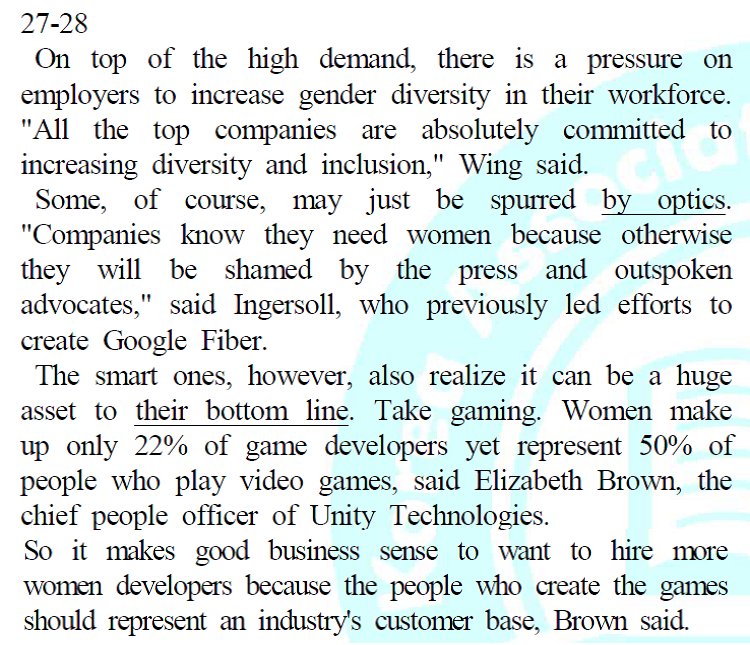 27-28
On top of the high demand, there is a pressure on
employers to increase gender diversity in their workforce.
"All the top companies are absolutely committed to
increasing diversity and inclusion," Wing said.
Some, of course, may just be spurred by optics.
"Companies know they need women because otherwise
they will be shamed by the press and outspoken
advocates," said Ingersoll, who previously led efforts to
create Google Fiber.
The smart ones, however, also realize it can be a huge
asset to their bottom line. Take gaming. Women make
up only 22% of game developers yet represent 50% of
people who play video games, said Elizabeth Brown, the
chief people officer of Unity Technologies.
So it makes good business sense to want to hire more
women developers because the people who create the games
should represent an industry's customer base, Brown said.
Korea Associat